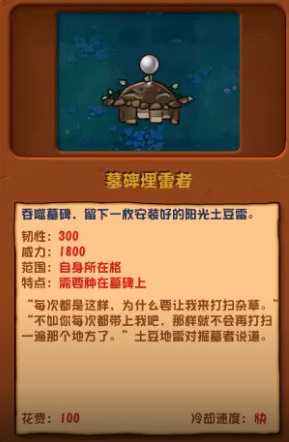 墓碑埋雷者
吞噬墓碑，留下一枚安装好的阳光土豆雷。
韧性：300
威力：1800
范围：自身所在格
特点：需要种在墓碑上
“每次都是这样，为什么要让我来打扫杂草。”
“不如你每次都带上我吧，那样就不会再打扫
一遍那个地方了。”土豆地雷对掘墓者说道。
花费：100 冷却速度：快